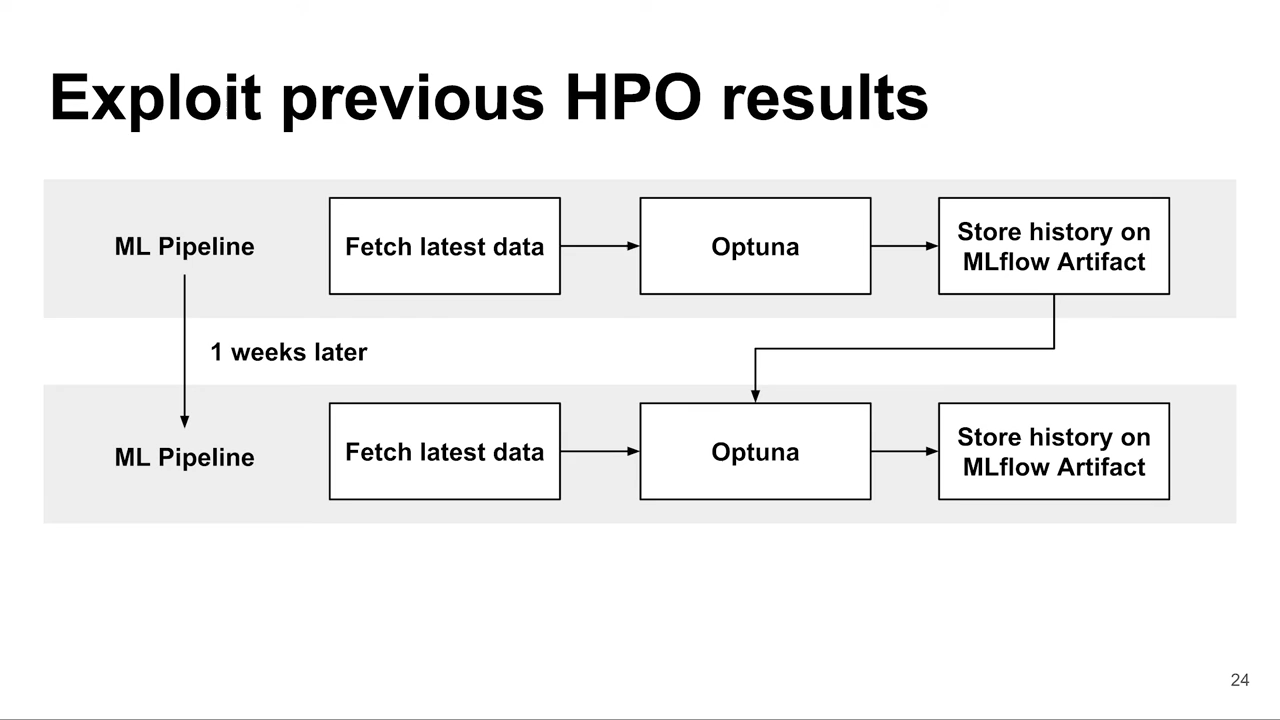 Exploit previous HPO results
ML Pipeline
Fetch latest data
Optuna
Store history on
MLflow Artifact
1 weeks later
ML Pipeline
Fetch latest data
Optuna
Store history on
MLflow Artifact
24